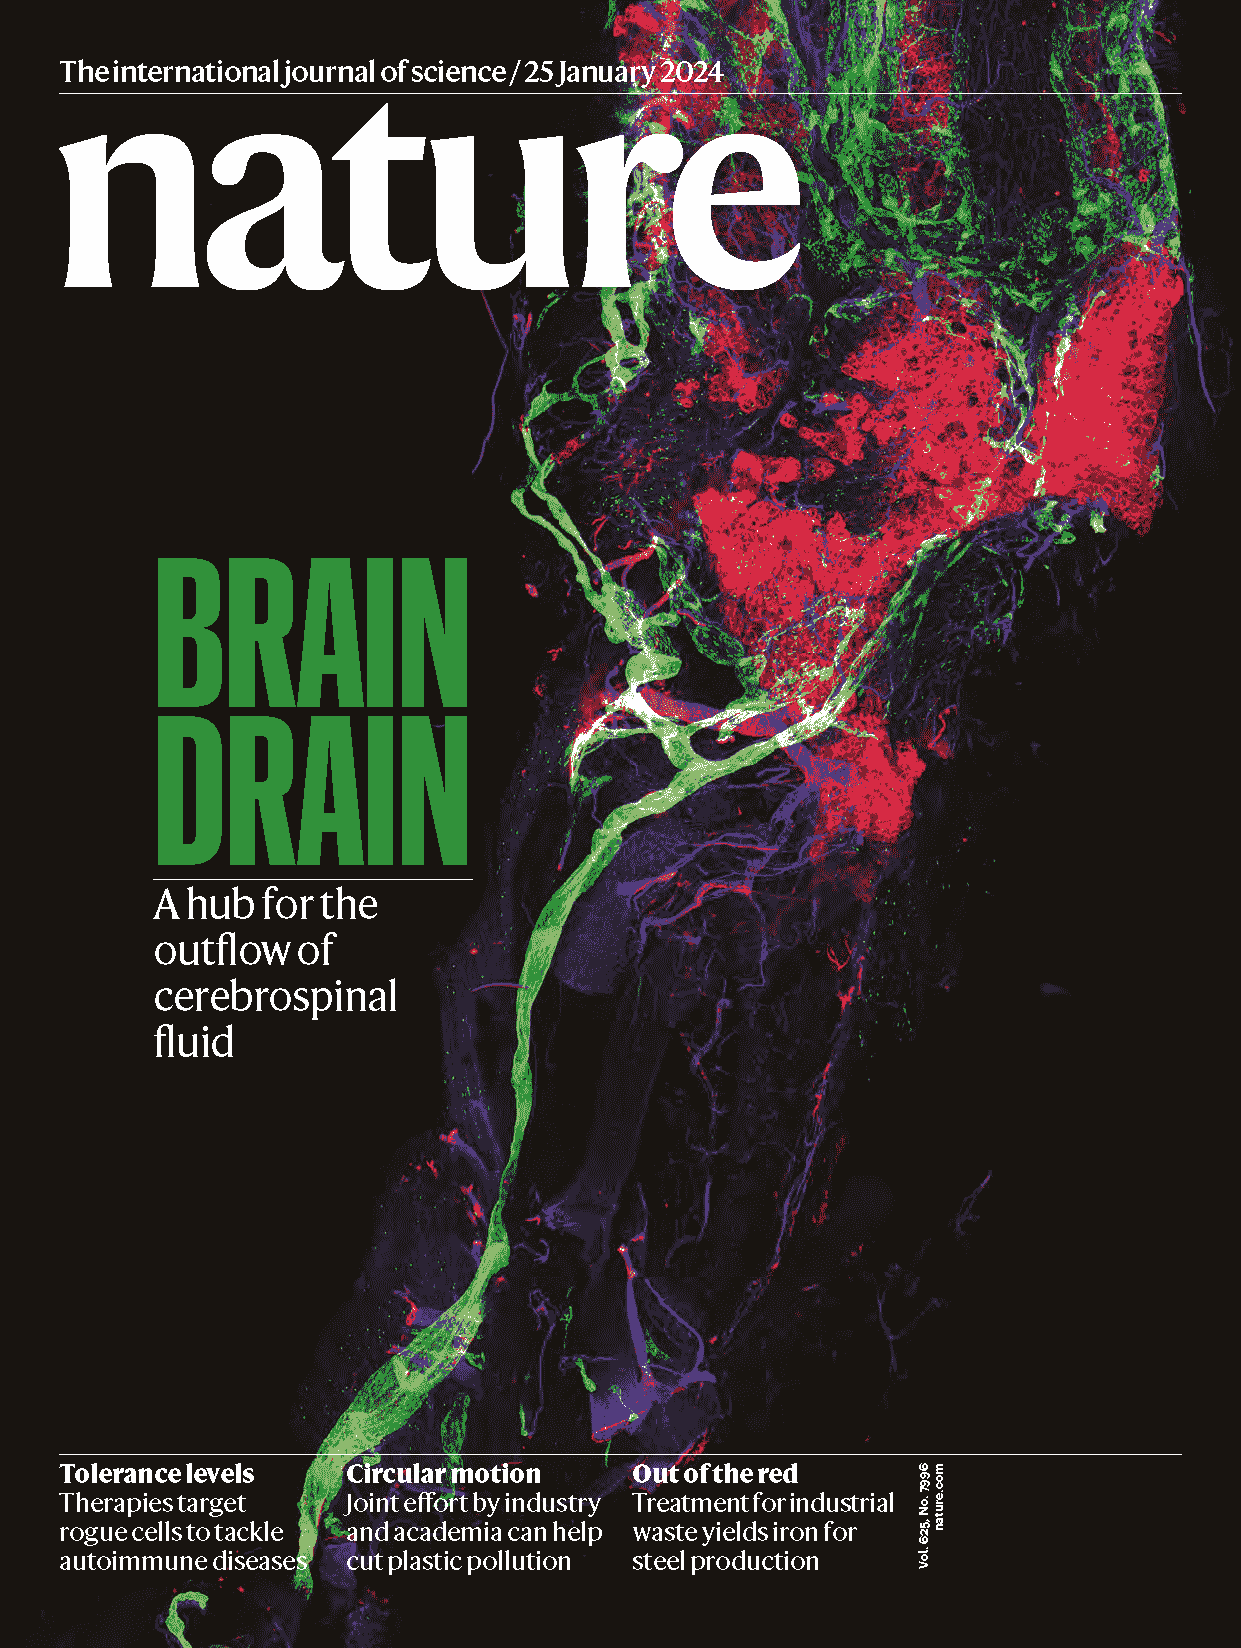 The international journal of science / 25 January 2024
nature
BRAIN
DRAIN
A hub for the
outflow of
cerebrospinal
fluid
Tolerance levels
Therapies target
rogue cells to tackle
autoimmune diseases
Circular motion
Joint effort by industry
and academia can help
cut plastic pollution
Out of the red
Treatment for industrial
waste yields iron for
steel production
Vol. 625, No. 7996
nature.com